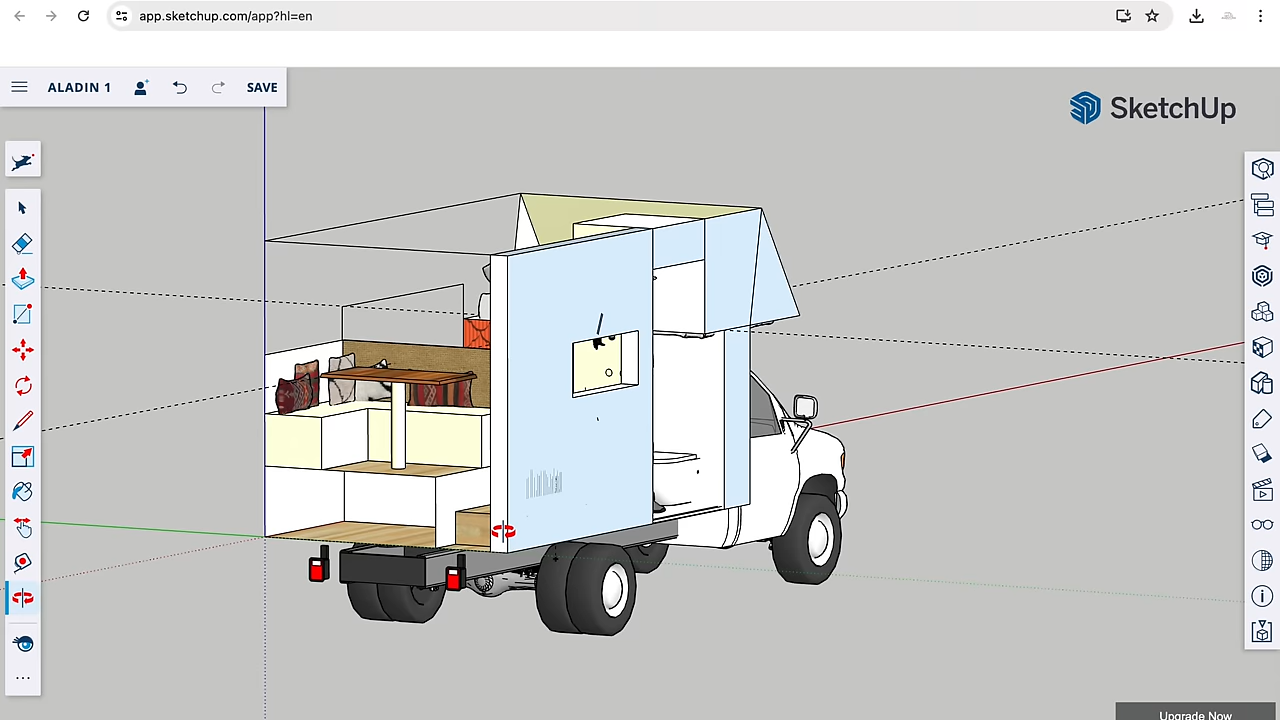 app.sketchup.com/app?hl=en
ALADIN 1
SAVE
SketchUp
Upgrade Now